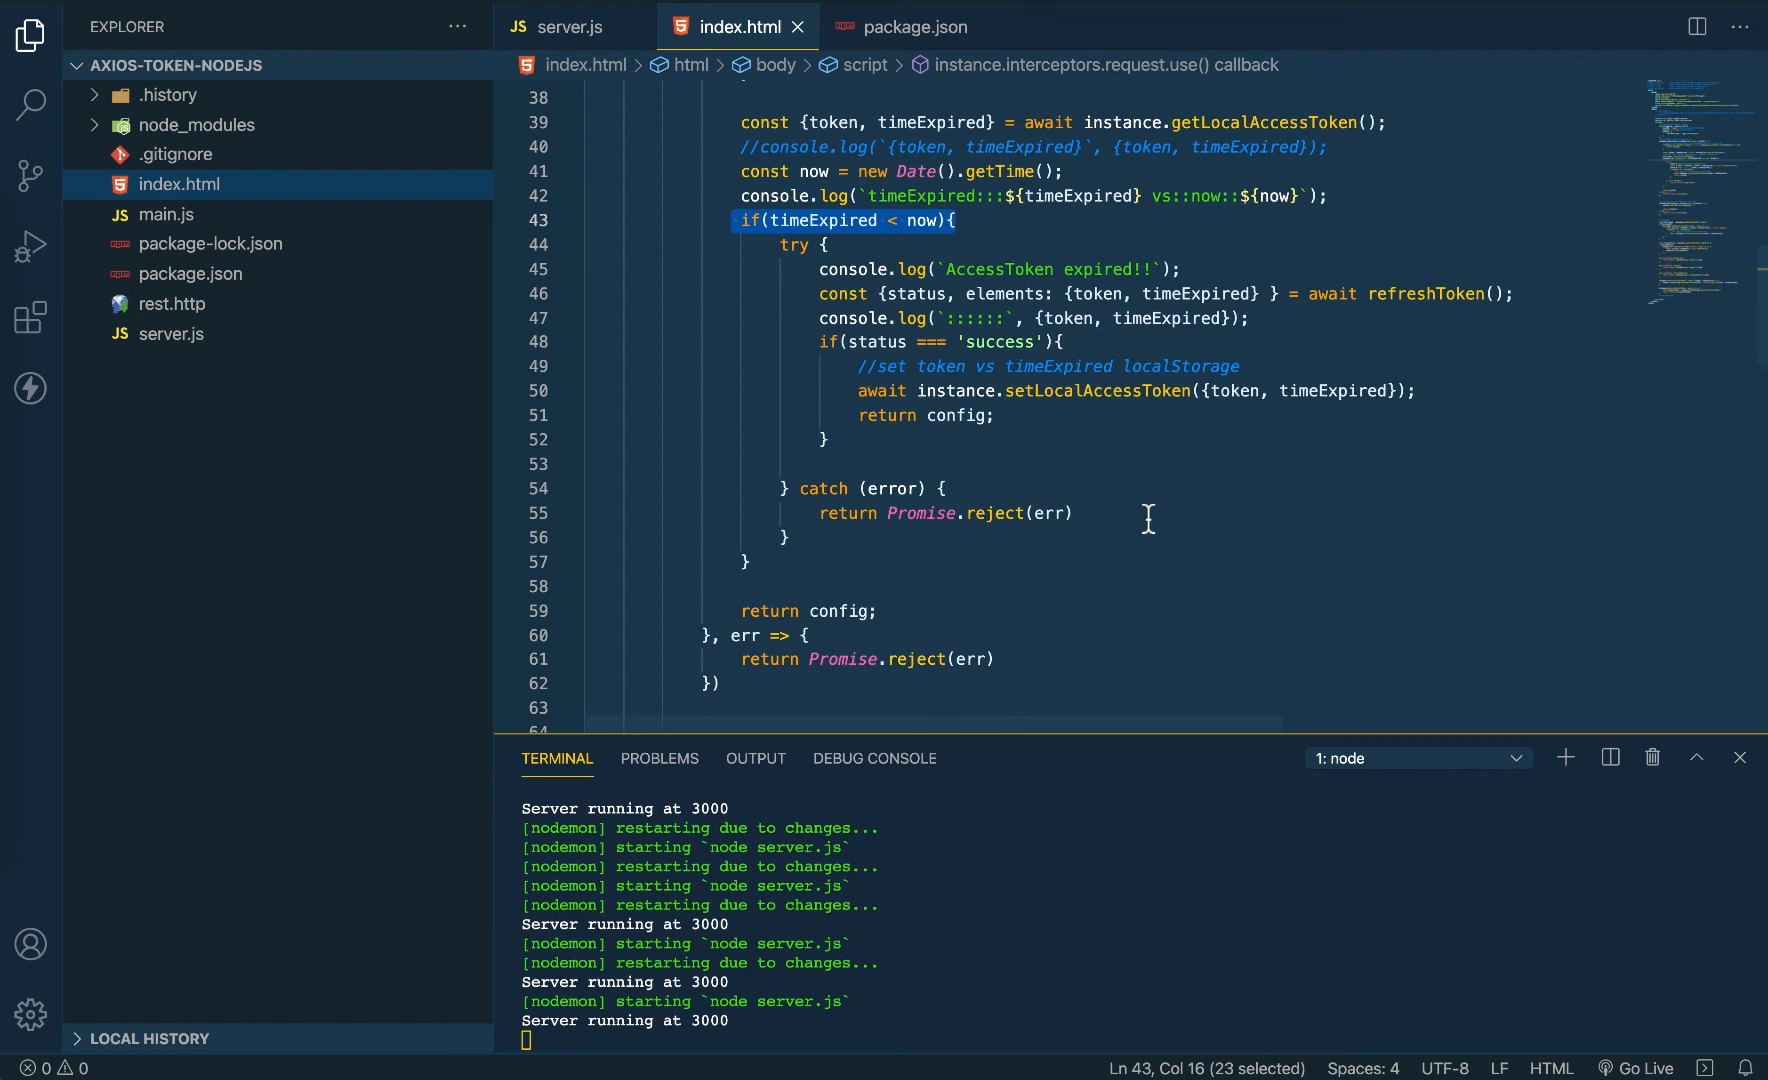 EXPLORER
AXIOS-TOKEN-NODEJS
.history
node_modules
.gitignore
index.html
JS main.js
package-lock.json
package.json
rest.http
JS server.js
LOCAL HISTORY
JS server.js
index.html
package.json
index.html > html > body > script > instance.interceptors.request.use() callback
38
39 const {token, timeExpired} = await instance.getLocalAccessToken();
40 //console.log(`{token, timeExpired}`, {token, timeExpired});
41 const now = new Date().getTime();
42 console.log(`timeExpired:::${timeExpired} vs::now::${now}`);
43 if(timeExpired < now){
44 try {
45 console.log(`AccessToken expired!!`);
46 const {status, elements: {token, timeExpired} } = await refreshToken();
47 console.log(`::::::`, {token, timeExpired});
48 if(status === 'success'){
49 //set token vs timeExpired localStorage
50 await instance.setLocalAccessToken({token, timeExpired});
51 return config;
52 }
53
54 } catch (error) {
55 return Promise.reject(err)
56 }
57 }
58
59 return config;
60 }, err => {
61 return Promise.reject(err)
62 })
63
64
TERMINAL PROBLEMS OUTPUT DEBUG CONSOLE 1: node
Server running at 3000
[nodemon] restarting due to changes...
[nodemon] starting `node server.js`
[nodemon] restarting due to changes...
[nodemon] starting `node server.js`
[nodemon] restarting due to changes...
Server running at 3000
[nodemon] starting `node server.js`
[nodemon] restarting due to changes...
Server running at 3000
[nodemon] starting `node server.js`
Server running at 3000
0 0 Ln 43, Col 16 (23 selected) Spaces: 4 UTF-8 LF HTML Go Live